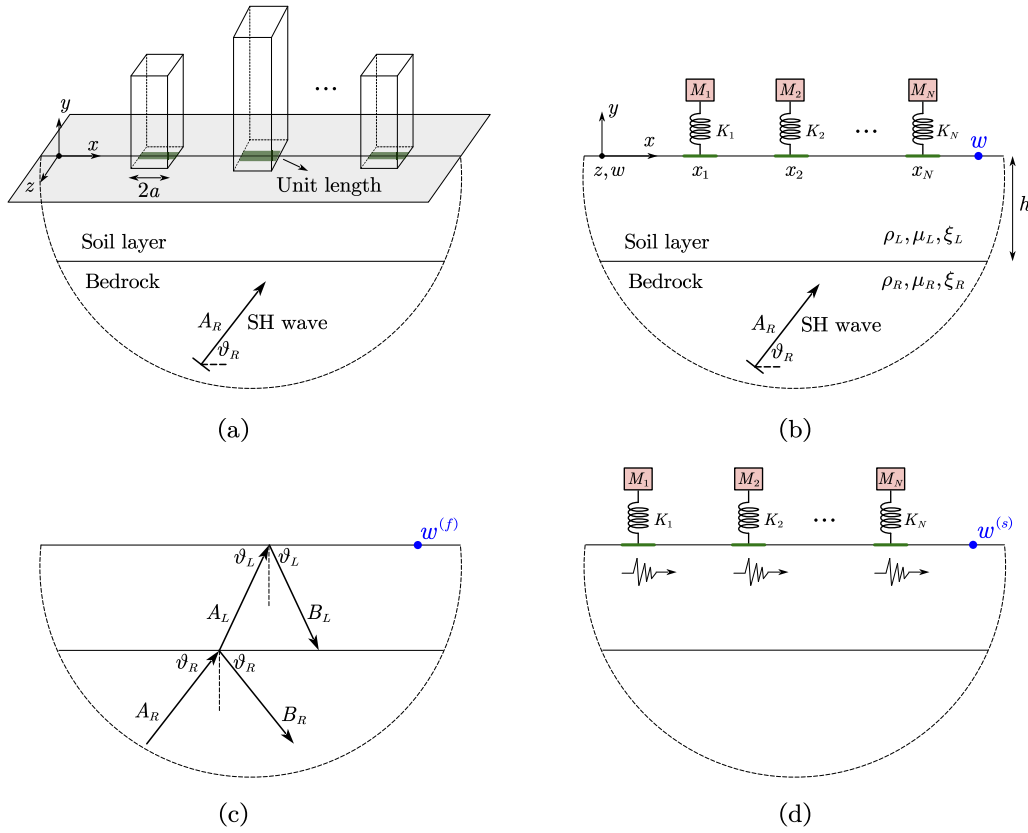 y
x
z
2a
...
Unit length
Soil layer
Bedrock
A_R
SH wave
ϑ_R
(a)
M_1 M_2 M_N
y
K_1 K_2 ... K_N
x
w
z, w
x_1 x_2 x_N
h
Soil layer
ρ_L, μ_L, ξ_L
Bedrock
ρ_R, μ_R, ξ_R
A_R
SH wave
ϑ_R
(b)
w^(f)
ϑ_L ϑ_L
A_L B_L
ϑ_R ϑ_R
A_R B_R
(c)
M_1 M_2 M_N
K_1 K_2 ... K_N
w^(s)
(d)